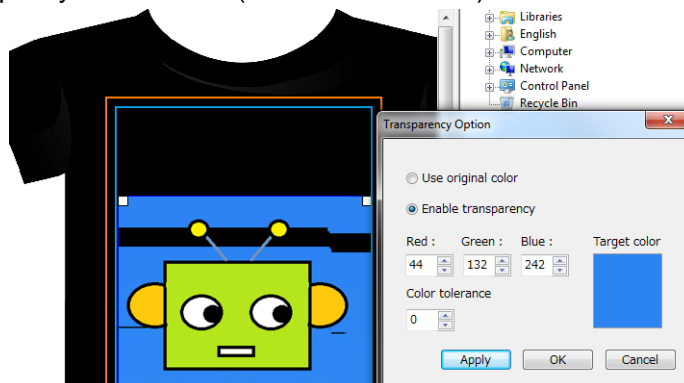 Libraries
English
Computer
Network
Control Panel
Recycle Bin
Transparency Option
Use original color
Enable transparency
Red : Green : Blue : Target color
44 132 242
Color tolerance
0
Apply OK Cancel